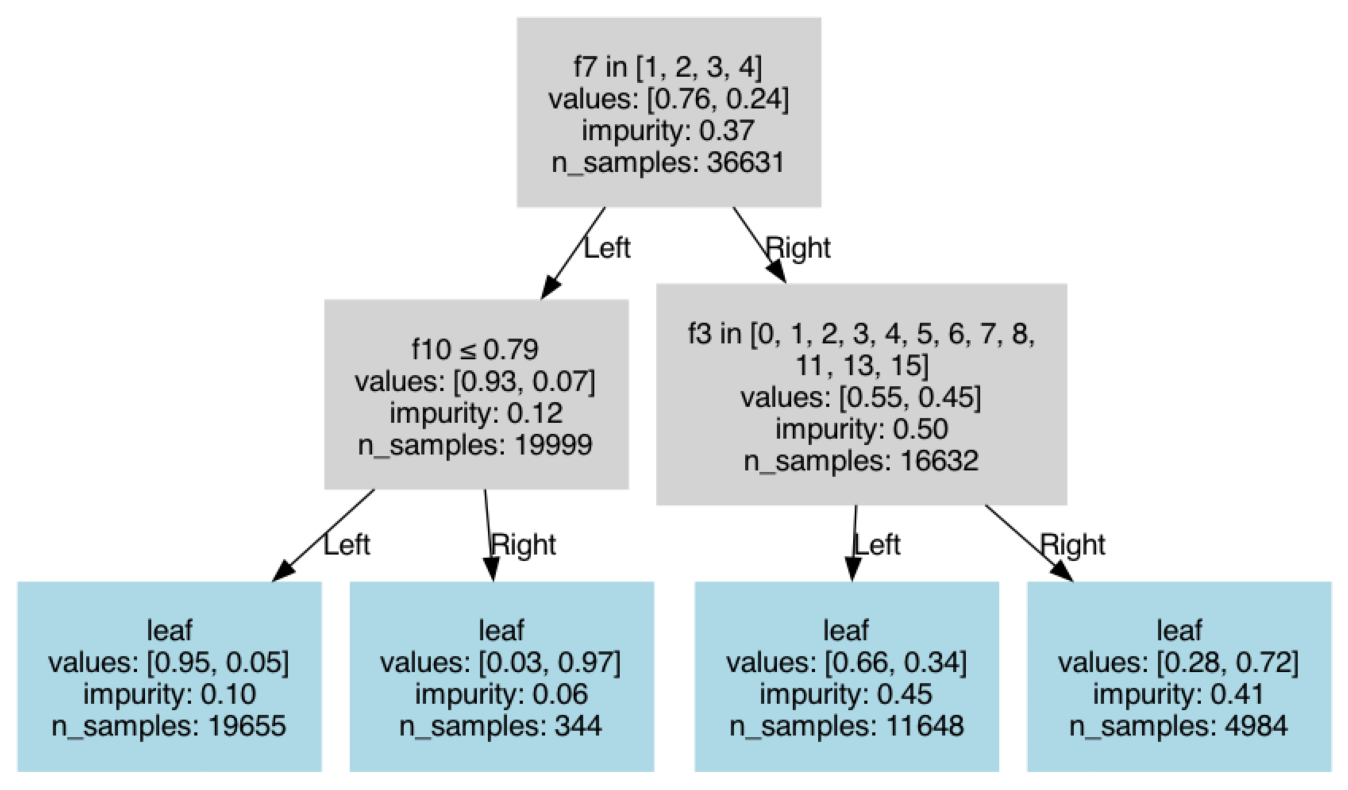 f7 in [1, 2, 3, 4]
values: [0.76, 0.24]
impurity: 0.37
n_samples: 36631
Left
Right
f10 ≤ 0.79
values: [0.93, 0.07]
impurity: 0.12
n_samples: 19999
f3 in [0, 1, 2, 3, 4, 5, 6, 7, 8,
11, 13, 15]
values: [0.55, 0.45]
impurity: 0.50
n_samples: 16632
Left
Right
Left
Right
leaf
values: [0.95, 0.05]
impurity: 0.10
n_samples: 19655
leaf
values: [0.03, 0.97]
impurity: 0.06
n_samples: 344
leaf
values: [0.66, 0.34]
impurity: 0.45
n_samples: 11648
leaf
values: [0.28, 0.72]
impurity: 0.41
n_samples: 4984